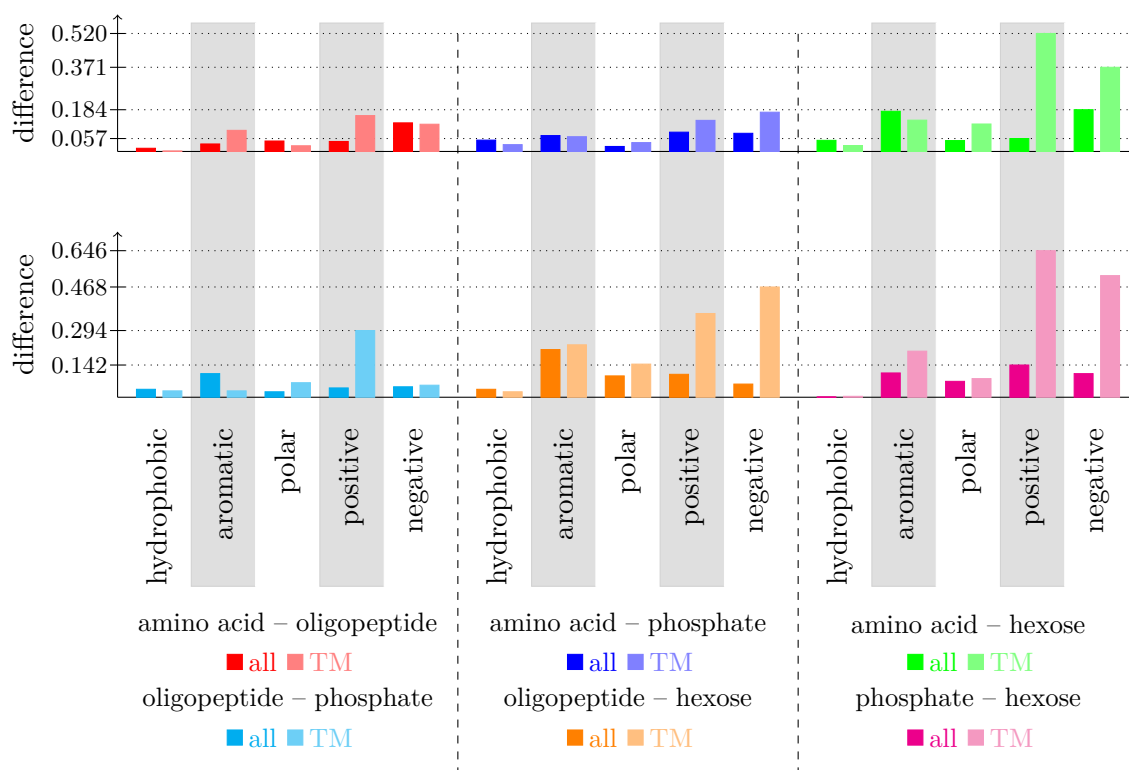 difference
0.520
0.371
0.184
0.057
difference
0.646
0.468
0.294
0.142
hydrophobic
aromatic
polar
positive
negative
hydrophobic
aromatic
polar
positive
negative
hydrophobic
aromatic
polar
positive
negative
amino acid – oligopeptide
all TM
oligopeptide – phosphate
all TM
amino acid – phosphate
all TM
oligopeptide – hexose
all TM
amino acid – hexose
all TM
phosphate – hexose
all TM